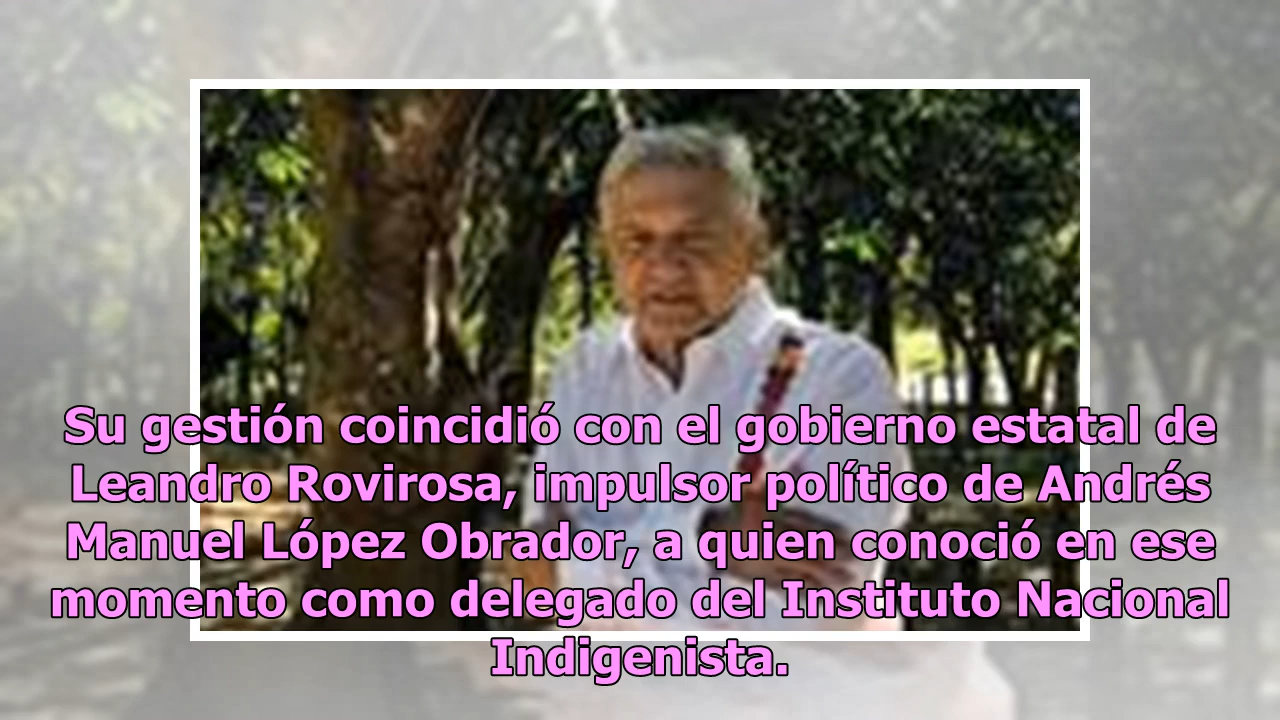 Su gestión coincidió con el gobierno estatal de
Leandro Rovirosa, impulsor político de Andrés
Manuel López Obrador, a quien conoció en ese
momento como delegado del Instituto Nacional
Indigenista.